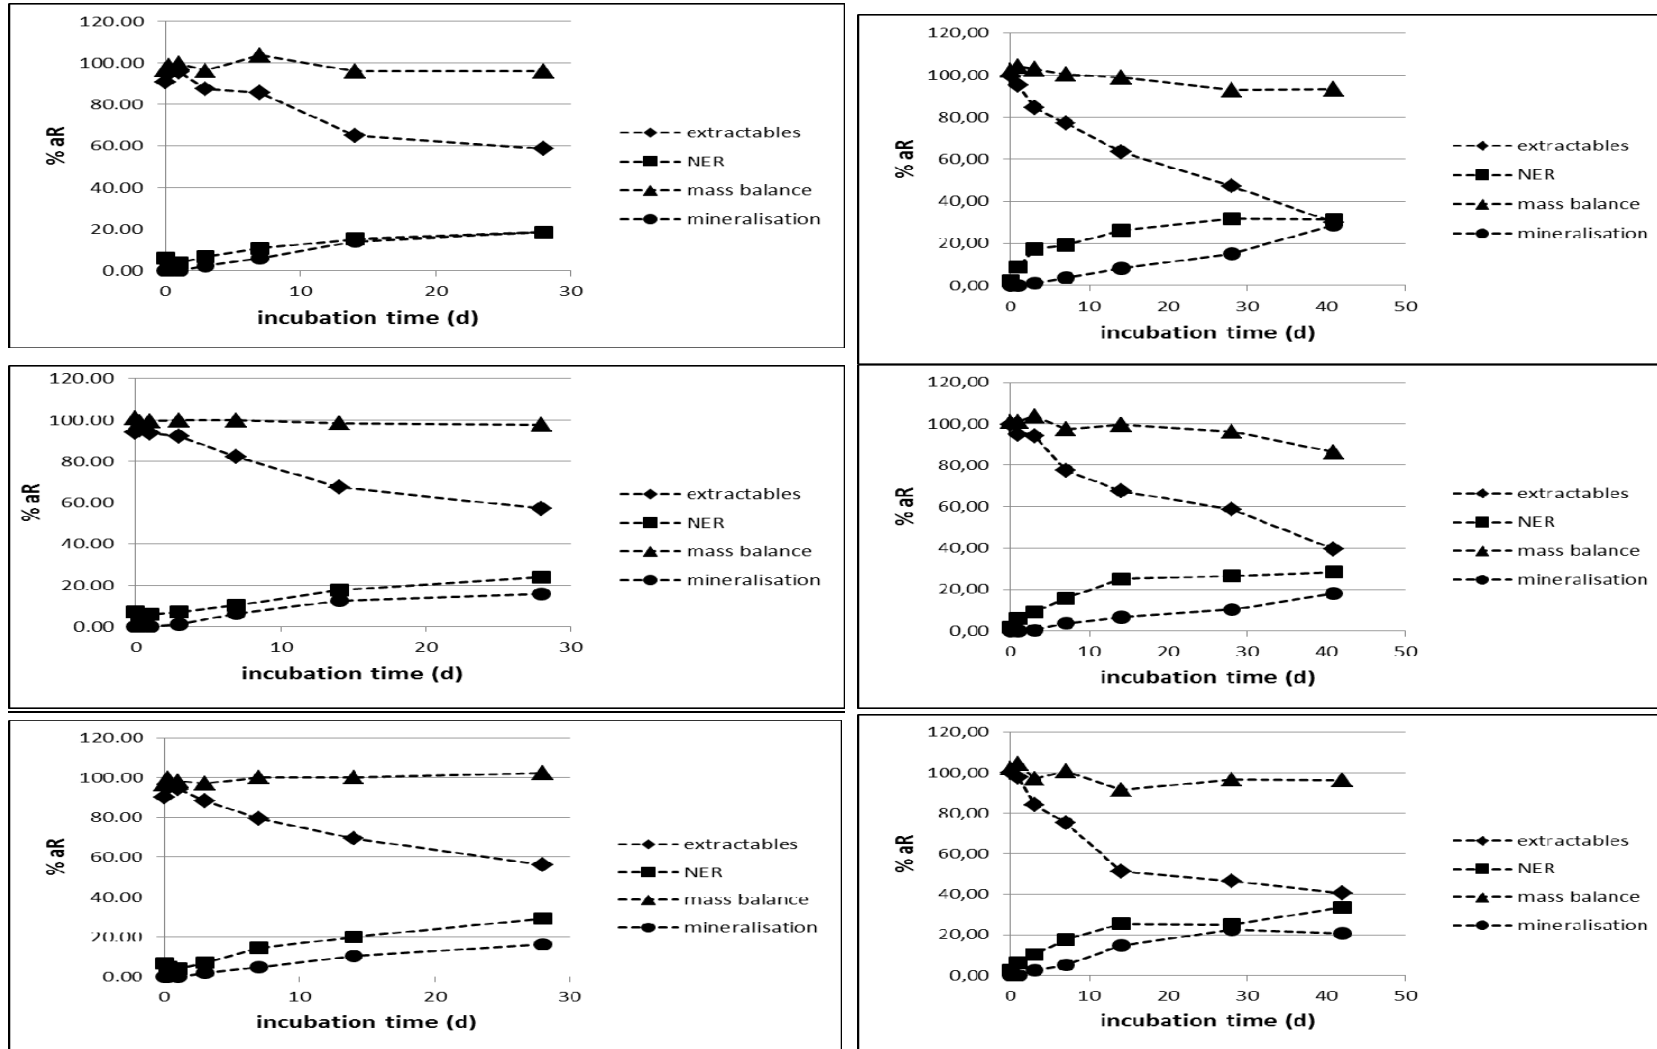 120.00
100.00
80.00
60.00
40.00
20.00
0.00
% aR
0 10 20 30
incubation time (d)
extractables
NER
mass balance
mineralisation
120,00
100,00
80,00
60,00
40,00
20,00
0,00
% aR
0 10 20 30 40 50
incubation time (d)
extractables
NER
mass balance
mineralisation
120.00
100.00
80.00
60.00
40.00
20.00
0.00
% aR
0 10 20 30
incubation time (d)
extractables
NER
mass balance
mineralisation
120,00
100,00
80,00
60,00
40,00
20,00
0,00
% aR
0 10 20 30 40 50
incubation time (d)
extractables
NER
mass balance
mineralisation
120.00
100.00
80.00
60.00
40.00
20.00
0.00
% aR
0 10 20 30
incubation time (d)
extractables
NER
mass balance
mineralisation
120,00
100,00
80,00
60,00
40,00
20,00
0,00
% aR
0 10 20 30 40 50
incubation time (d)
extractables
NER
mass balance
mineralisation